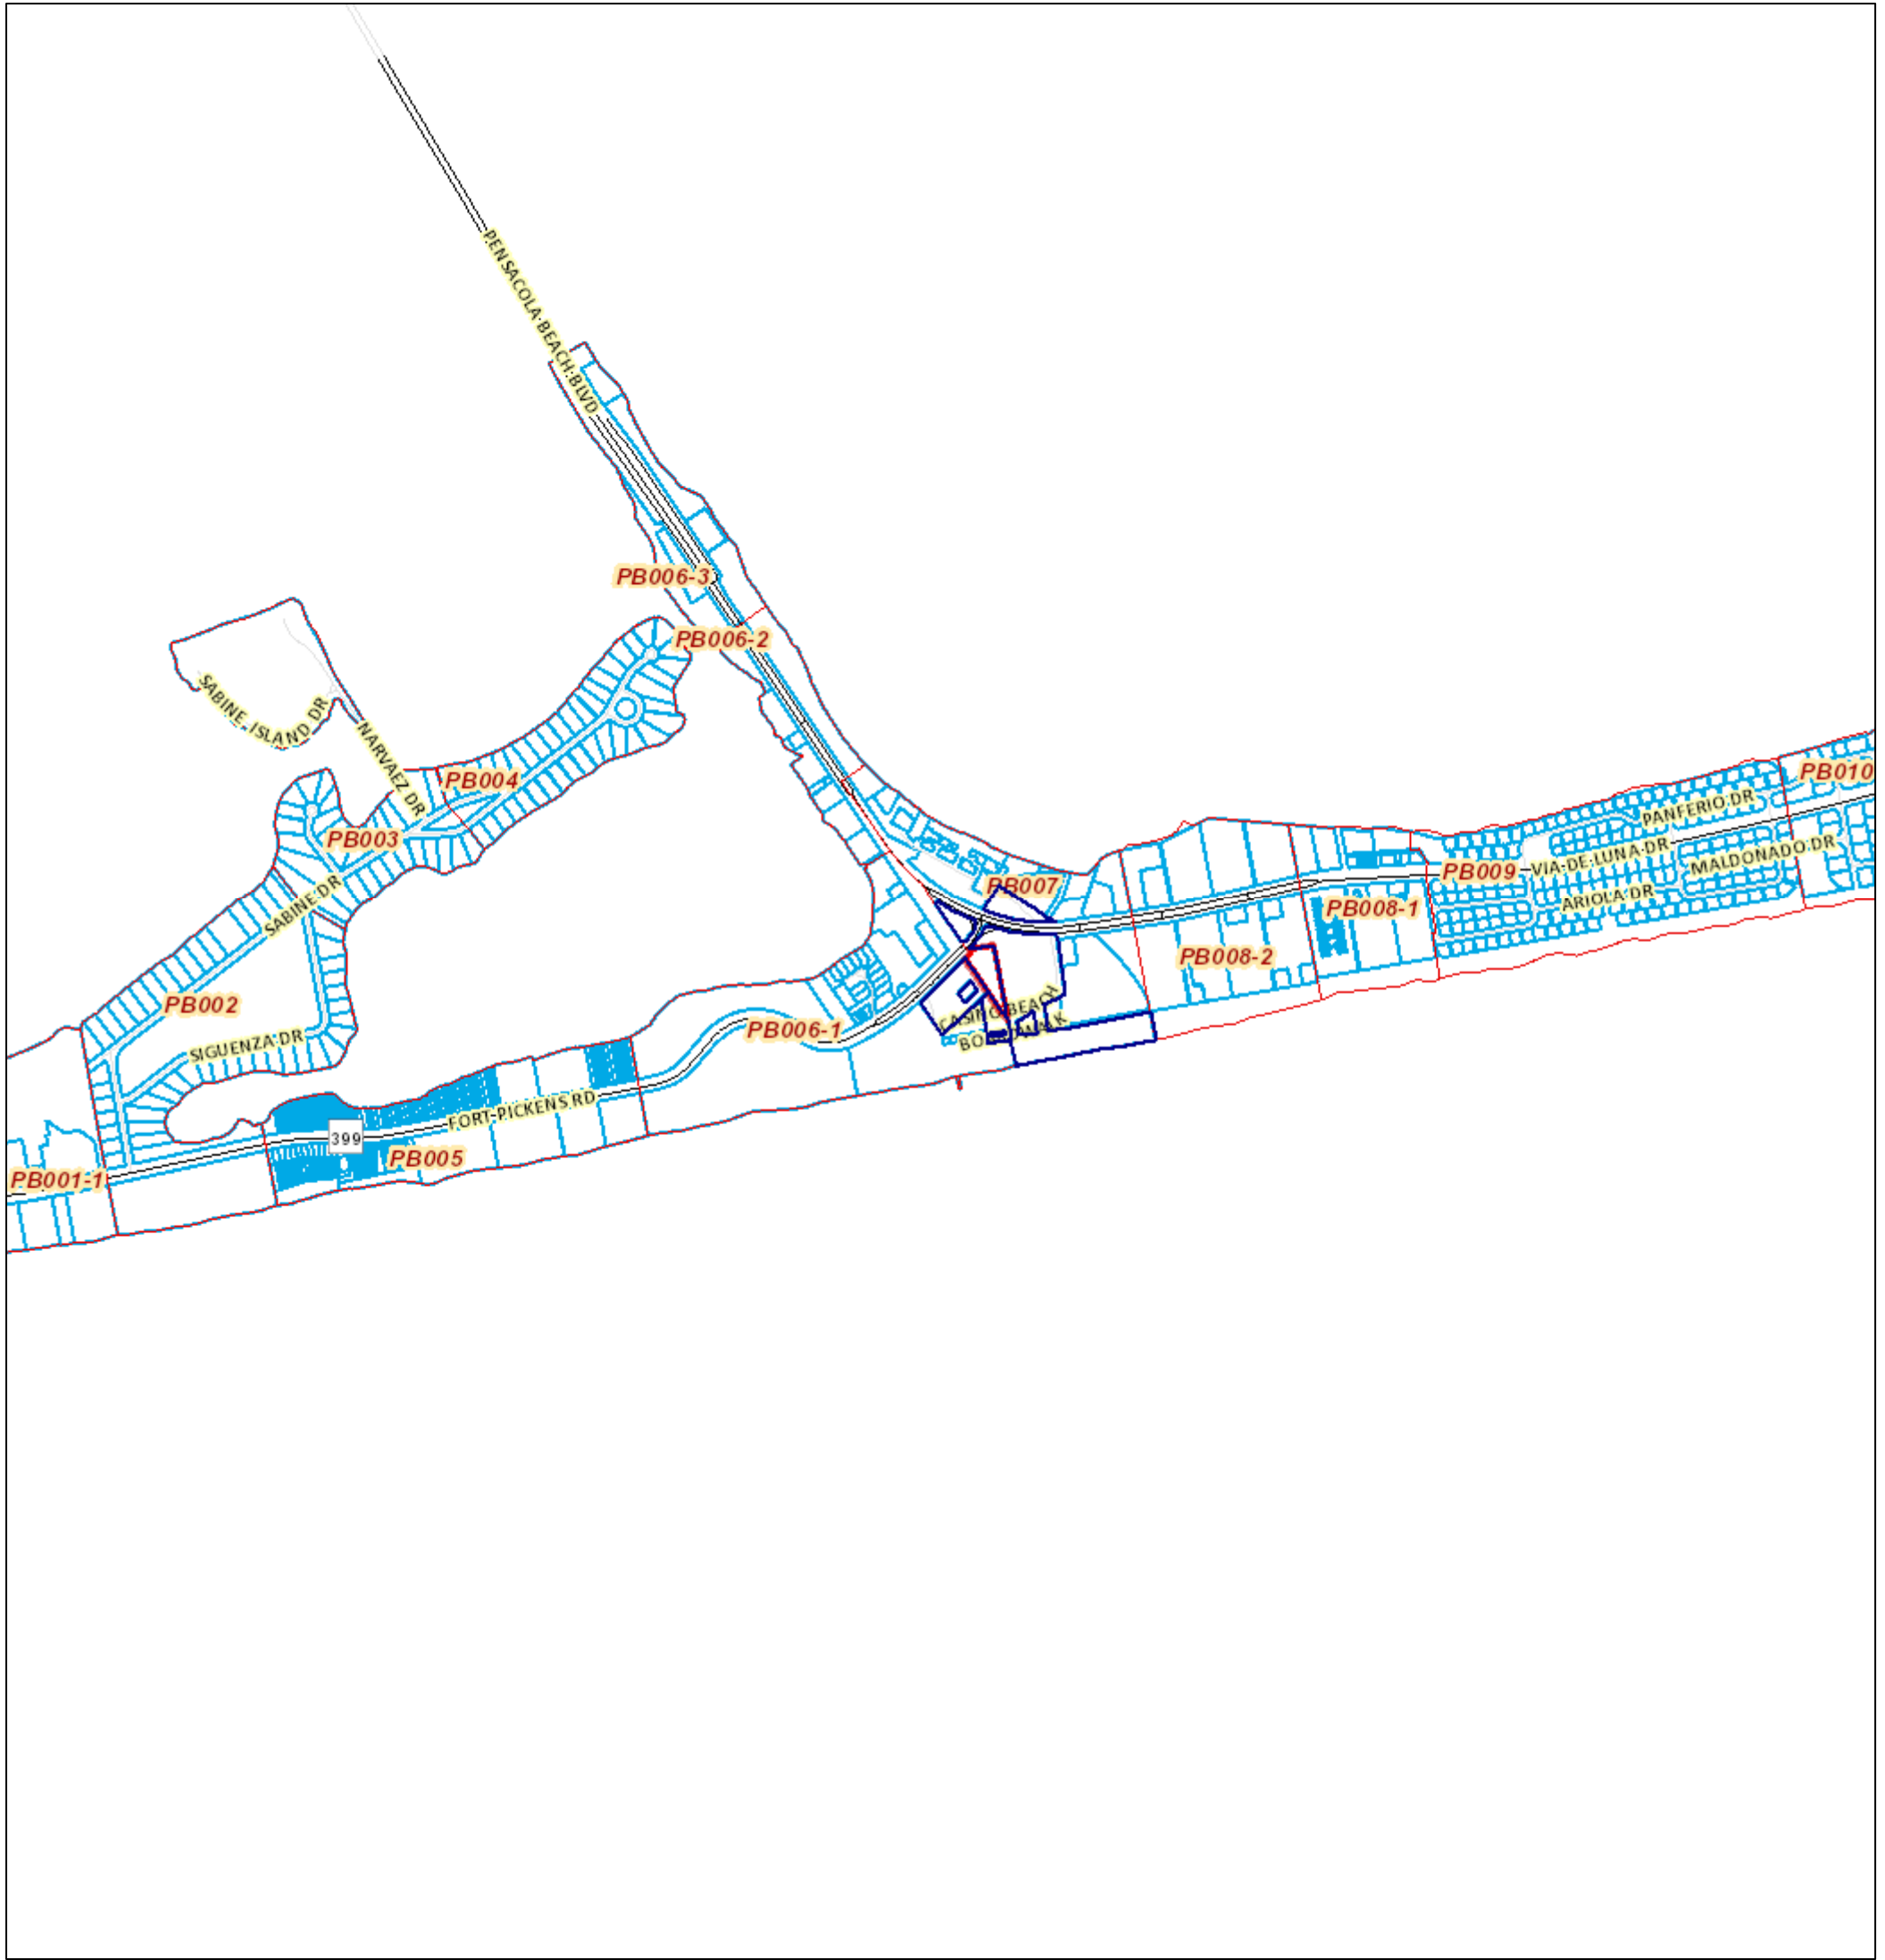 PENSACOLA BEACH BLVD
PB006-3
PB006-2
SABINE ISLAND DR
NARVAEZ DR
PB004
PB003
SABINE DR
PB002
SIGUENZA DR
PB010
PANFERIO DR
VIA DE LUNA DR
MALDONADO DR
PB009
ARIOLA DR
PB007
PB008-1
PB008-2
CASINO BEACH
BOARDWALK
PB006-1
FORT PICKENS RD
399
PB005
PB001-1